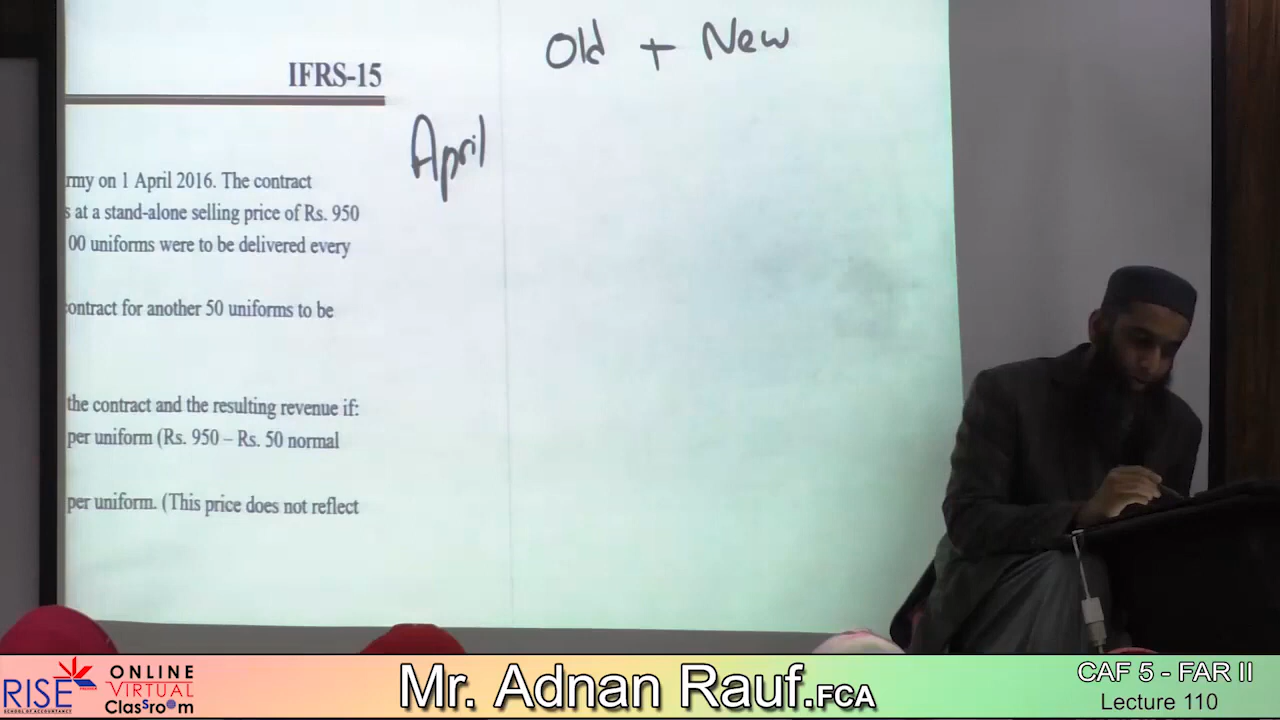 Old + New
IFRS-15
April
rmy on 1 April 2016. The contract
s at a stand-alone selling price of Rs. 950
00 uniforms were to be delivered every
contract for another 50 uniforms to be
the contract and the resulting revenue if:
per uniform (Rs. 950 – Rs. 50 normal
per uniform. (This price does not reflect
RISE
SCHOOL OF ACCOUNTANCY
ONLINE
VIRTUAL
ClassrOOm
Mr. Adnan Rauf.FCA
CAF 5 - FAR II
Lecture 110